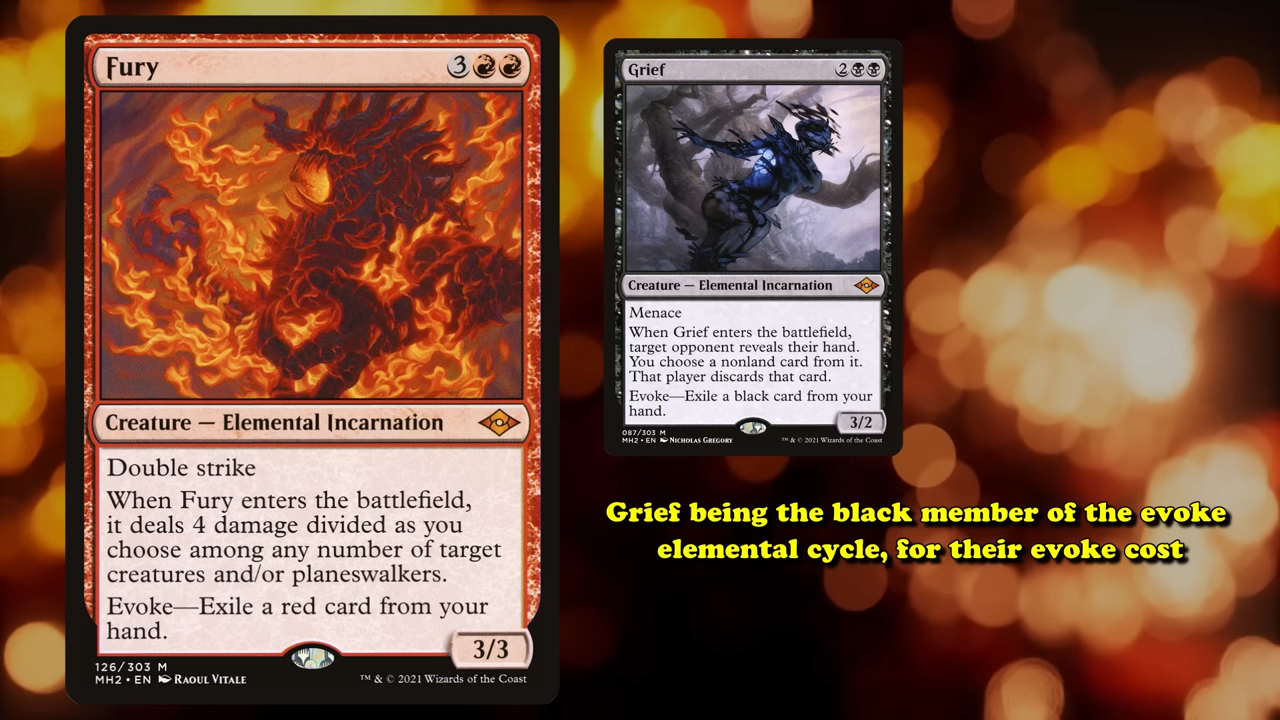 Fury 3
Creature — Elemental Incarnation
Double strike
When Fury enters the battlefield,
it deals 4 damage divided as you
choose among any number of target
creatures and/or planeswalkers.
Evoke—Exile a red card from your
hand.
3/3
126/303 M
MH2 • EN Raoul Vitale
™ & © 2021 Wizards of the Coast
Grief 2
Creature — Elemental Incarnation
Menace
When Grief enters the battlefield,
target opponent reveals their hand.
You choose a nonland card from it.
That player discards that card.
Evoke—Exile a black card from your
hand.
3/2
087/303 M
MH2 • EN Nicholas Gregory
™ & © 2021 Wizards of the Coast
Grief being the black member of the evoke
elemental cycle, for their evoke cost